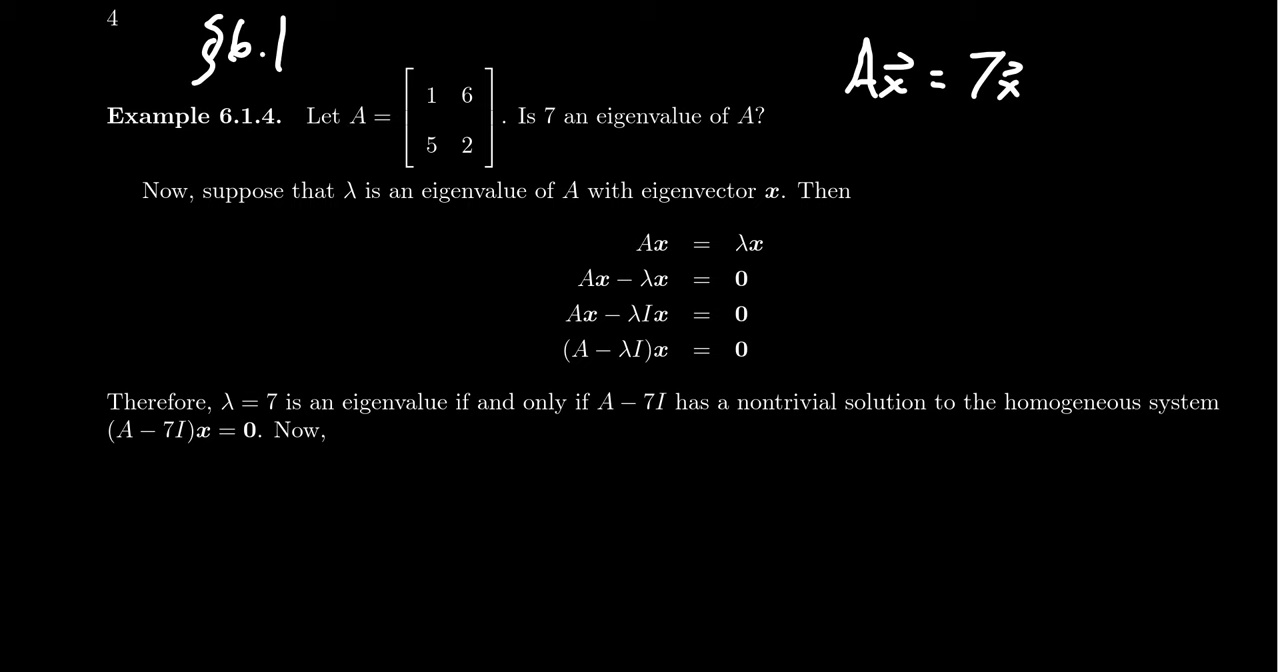 4
§6.1
A𝑥⃗ = 7𝑥⃗
Example 6.1.4. Let A = [1 6; 5 2]. Is 7 an eigenvalue of A?
Now, suppose that λ is an eigenvalue of A with eigenvector x. Then
Ax = λx
Ax − λx = 0
Ax − λIx = 0
(A − λI)x = 0
Therefore, λ = 7 is an eigenvalue if and only if A − 7I has a nontrivial solution to the homogeneous system
(A − 7I)x = 0. Now,